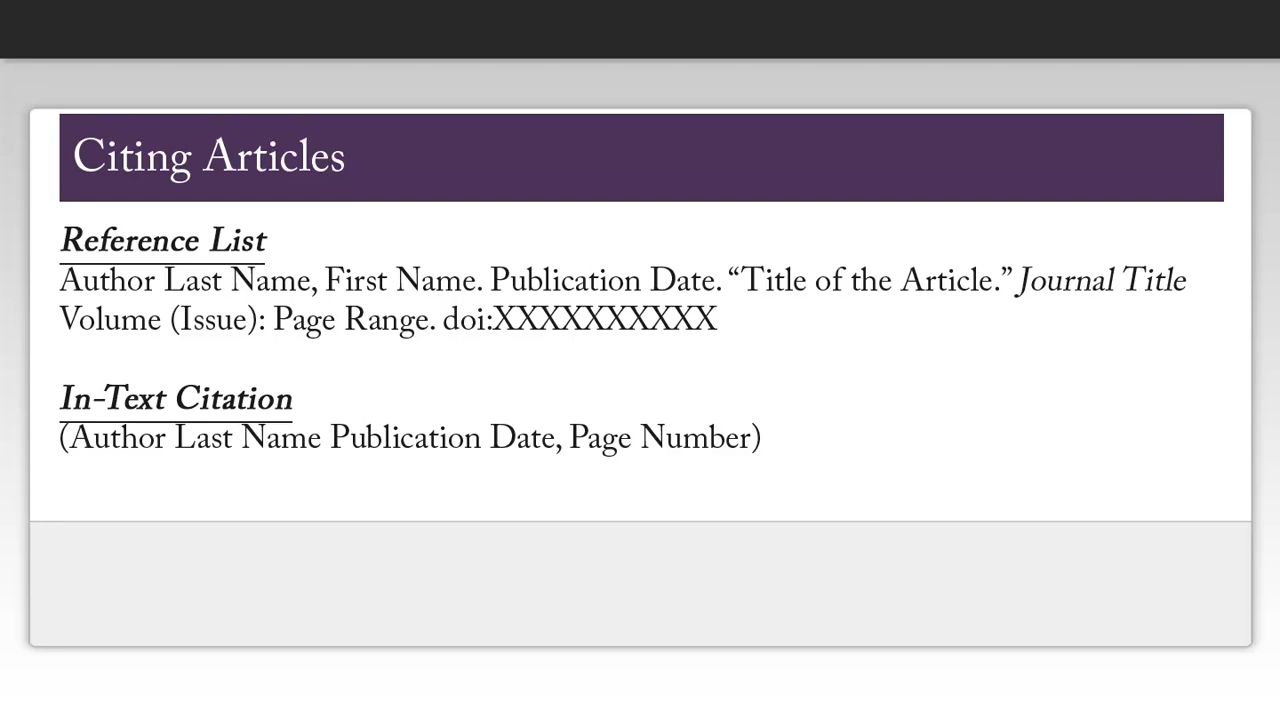 Citing Articles
Reference List
Author Last Name, First Name. Publication Date. “Title of the Article.” Journal Title
Volume (Issue): Page Range. doi:XXXXXXXXXX
In-Text Citation
(Author Last Name Publication Date, Page Number)